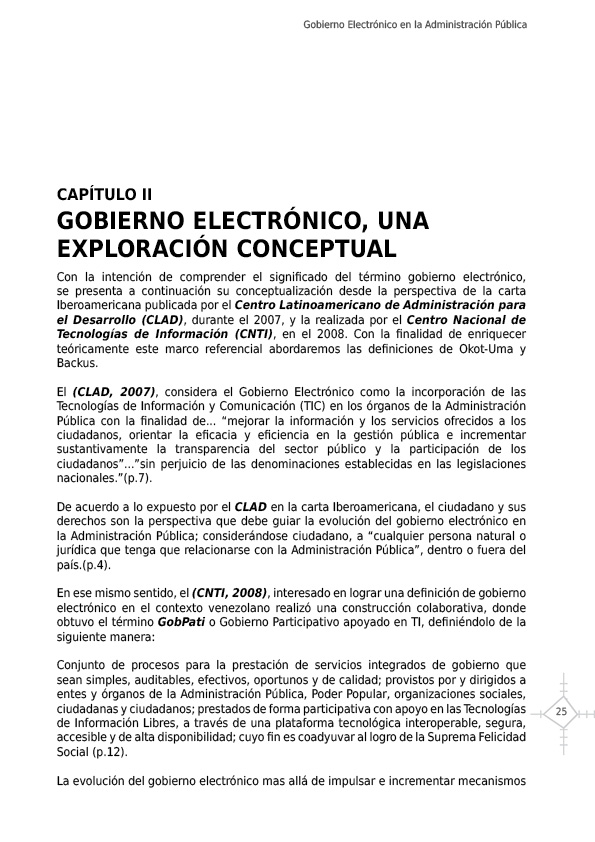 Gobierno Electrónico en la Administración Pública
CAPÍTULO II
GOBIERNO ELECTRÓNICO, UNA
EXPLORACIÓN CONCEPTUAL
Con la intención de comprender el significado del término gobierno electrónico,
se presenta a continuación su conceptualización desde la perspectiva de la carta
Iberoamericana publicada por el Centro Latinoamericano de Administración para
el Desarrollo (CLAD), durante el 2007, y la realizada por el Centro Nacional de
Tecnologías de Información (CNTI), en el 2008. Con la finalidad de enriquecer
teóricamente este marco referencial abordaremos las definiciones de Okot-Uma y
Backus.
El (CLAD, 2007), considera el Gobierno Electrónico como la incorporación de las
Tecnologías de Información y Comunicación (TIC) en los órganos de la Administración
Pública con la finalidad de... “mejorar la información y los servicios ofrecidos a los
ciudadanos, orientar la eficacia y eficiencia en la gestión pública e incrementar
sustantivamente la transparencia del sector público y la participación de los
ciudadanos”...”sin perjuicio de las denominaciones establecidas en las legislaciones
nacionales.”(p.7).
De acuerdo a lo expuesto por el CLAD en la carta Iberoamericana, el ciudadano y sus
derechos son la perspectiva que debe guiar la evolución del gobierno electrónico en
la Administración Pública; considerándose ciudadano, a “cualquier persona natural o
jurídica que tenga que relacionarse con la Administración Pública”, dentro o fuera del
país.(p.4).
En ese mismo sentido, el (CNTI, 2008), interesado en lograr una definición de gobierno
electrónico en el contexto venezolano realizó una construcción colaborativa, donde
obtuvo el término GobPati o Gobierno Participativo apoyado en TI, definiéndolo de la
siguiente manera:
Conjunto de procesos para la prestación de servicios integrados de gobierno que
sean simples, auditables, efectivos, oportunos y de calidad; provistos por y dirigidos a
entes y órganos de la Administración Pública, Poder Popular, organizaciones sociales,
ciudadanas y ciudadanos; prestados de forma participativa con apoyo en las Tecnologías
de Información Libres, a través de una plataforma tecnológica interoperable, segura,
accesible y de alta disponibilidad; cuyo fin es coadyuvar al logro de la Suprema Felicidad
Social (p.12).
La evolución del gobierno electrónico mas allá de impulsar e incrementar mecanismos
25